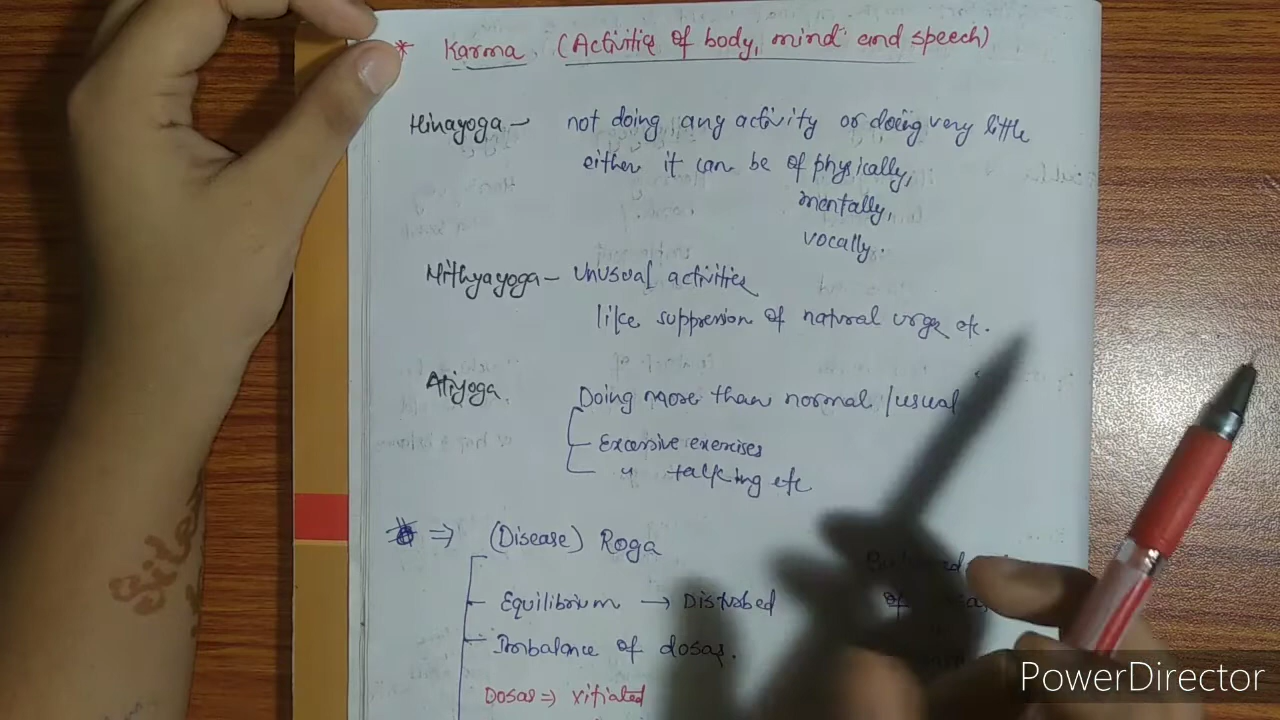 * Karma (Activitie of body, mind and speech)
Hinayoga – not doing any activity or doing very little
either it can be of physically,
mentally,
vocally.
Mithyayoga – unusual activities
like suppression of natural urge etc.
Atiyoga Doing more than normal / usual
Excessive exercises
" talking etc
⇒ (Disease) Roga
Equilibrium → Distrbed
Imbalance of dosas.
Dosas ⇒ vitiated
PowerDirector